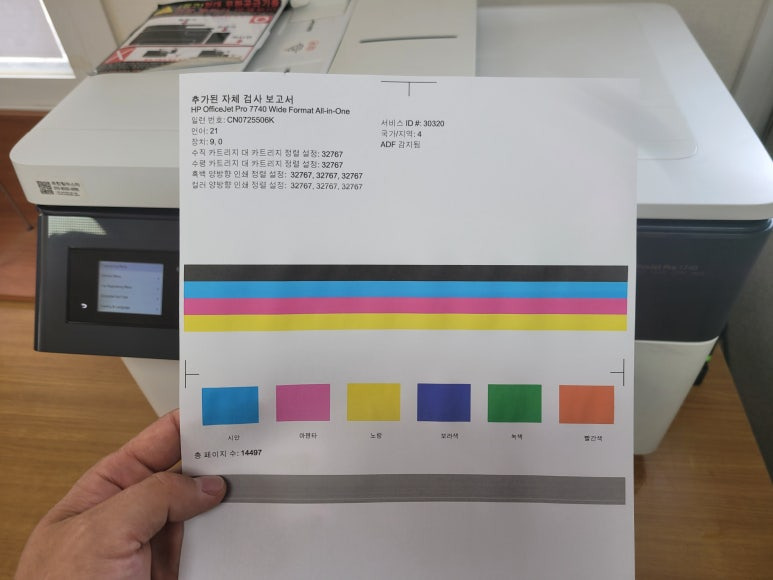 추가된 자체 검사 보고서
HP OfficeJet Pro 7740 Wide Format All-in-One
일련 번호: CN0725506K
언어: 21
장치: 9, 0
수직 카트리지 대 카트리지 정렬 설정: 32767
수평 카트리지 대 카트리지 정렬 설정: 32767
흑백 양방향 인쇄 정렬 설정: 32767, 32767, 32767
컬러 양방향 인쇄 정렬 설정: 32767, 32767, 32767
서비스 ID #: 30320
국가/지역: 4
ADF 감지됨
Pro 7740
시안
마젠타
노랑
보라색
녹색
빨간색
총 페이지 수: 14497